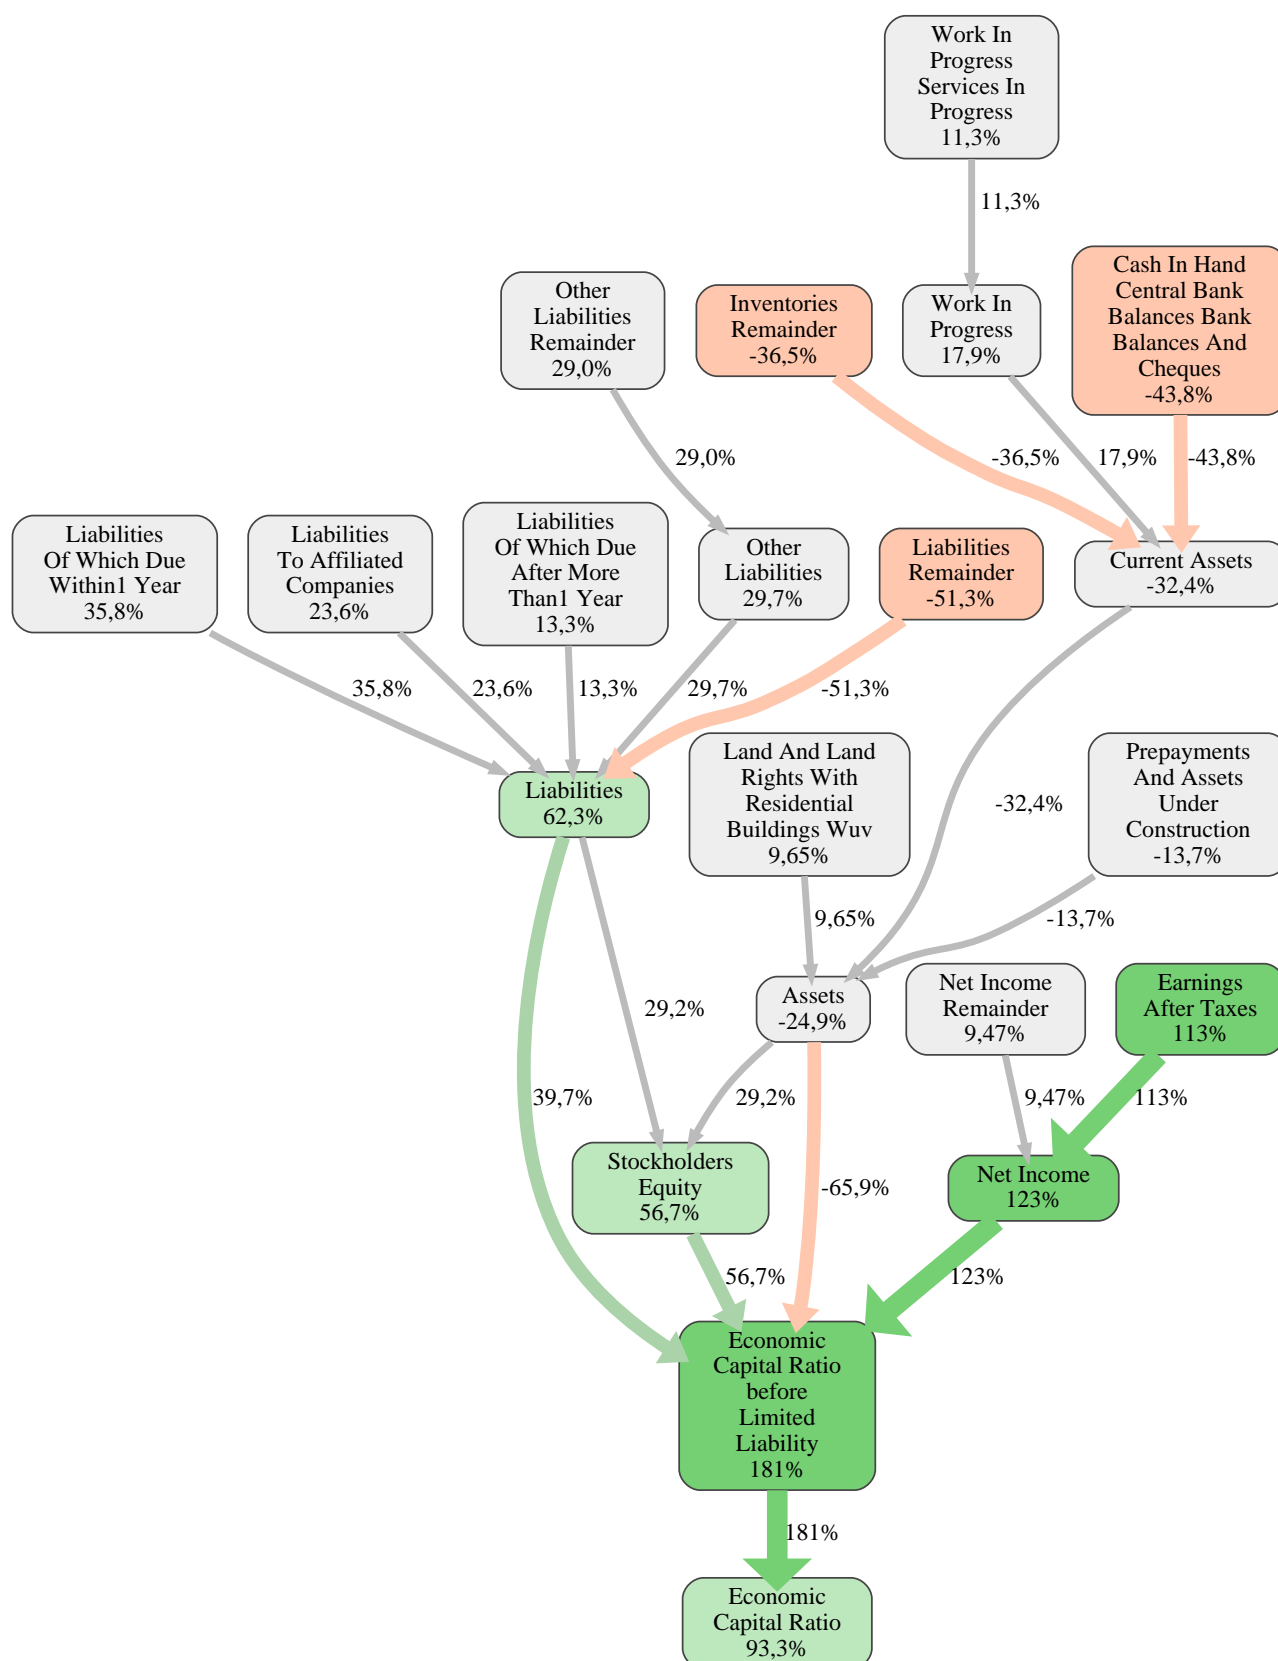 Work In
Progress
Services In
Progress
11,3%
11,3%
Other
Liabilities
Remainder
29,0%
Inventories
Remainder
-36,5%
Work In
Progress
17,9%
Cash In Hand
Central Bank
Balances Bank
Balances And
Cheques
-43,8%
29,0%
-36,5%
17,9%
-43,8%
Liabilities
Of Which Due
Within1 Year
35,8%
Liabilities
To Affiliated
Companies
23,6%
Liabilities
Of Which Due
After More
Than1 Year
13,3%
Other
Liabilities
29,7%
Liabilities
Remainder
-51,3%
Current Assets
-32,4%
35,8%
23,6%
13,3%
29,7%
-51,3%
Liabilities
62,3%
Land And Land
Rights With
Residential
Buildings Wuv
9,65%
-32,4%
Prepayments
And Assets
Under
Construction
-13,7%
9,65%
-13,7%
Assets
-24,9%
Net Income
Remainder
9,47%
Earnings
After Taxes
113%
29,2%
39,7%
29,2%
9,47%
113%
Stockholders
Equity
56,7%
-65,9%
Net Income
123%
56,7%
123%
Economic
Capital Ratio
before
Limited
Liability
181%
181%
Economic
Capital Ratio
93,3%